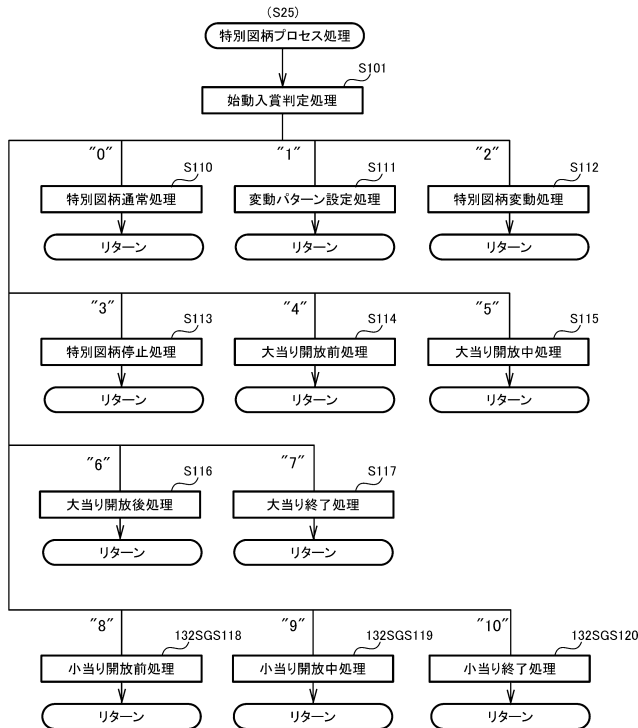 (S25)
特別図柄プロセス処理
S101
始動入賞判定処理
"0" "1" "2"
S110 S111 S112
特別図柄通常処理 変動パターン設定処理 特別図柄変動処理
リターン リターン リターン
"3" "4" "5"
S113 S114 S115
特別図柄停止処理 大当り開放前処理 大当り開放中処理
リターン リターン リターン
"6" "7"
S116 S117
大当り開放後処理 大当り終了処理
リターン リターン
"8" "9" "10"
132SGS118 132SGS119 132SGS120
小当り開放前処理 小当り開放中処理 小当り終了処理
リターン リターン リターン